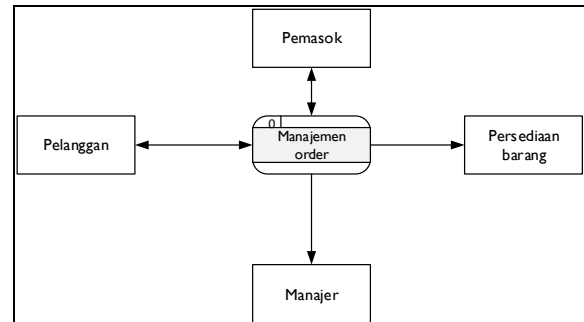 Pemasok
0
Pelanggan
Manajemen
order
Persediaan
barang
Manajer